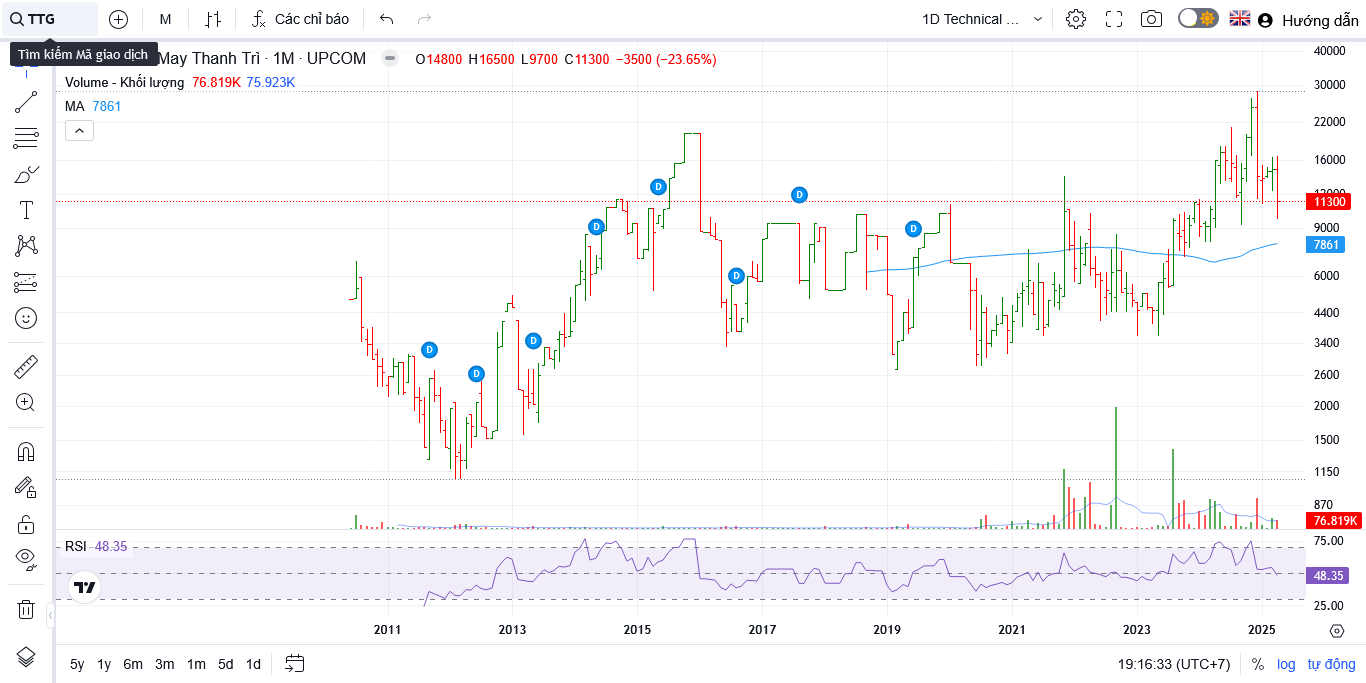 TTG M Các chỉ báo 1D Technical ... Hướng dẫn
Tìm kiếm Mã giao dịch
May Thanh Trì · 1M · UPCOM O14800 H16500 L9700 C11300 −3500 (−23.65%)
Volume - Khối lượng 76.819K 75.923K
MA 7861
40000
30000
22000
16000
12000
11300
9000
7861
6000
4400
3400
2600
2000
1500
1150
870
76.819K
D
D
D
D
D
D
D
D
RSI 48.35
75.00
48.35
25.00
2011 2013 2015 2017 2019 2021 2023 2025
5y 1y 6m 3m 1m 5d 1d 19:16:33 (UTC+7) % log tự động